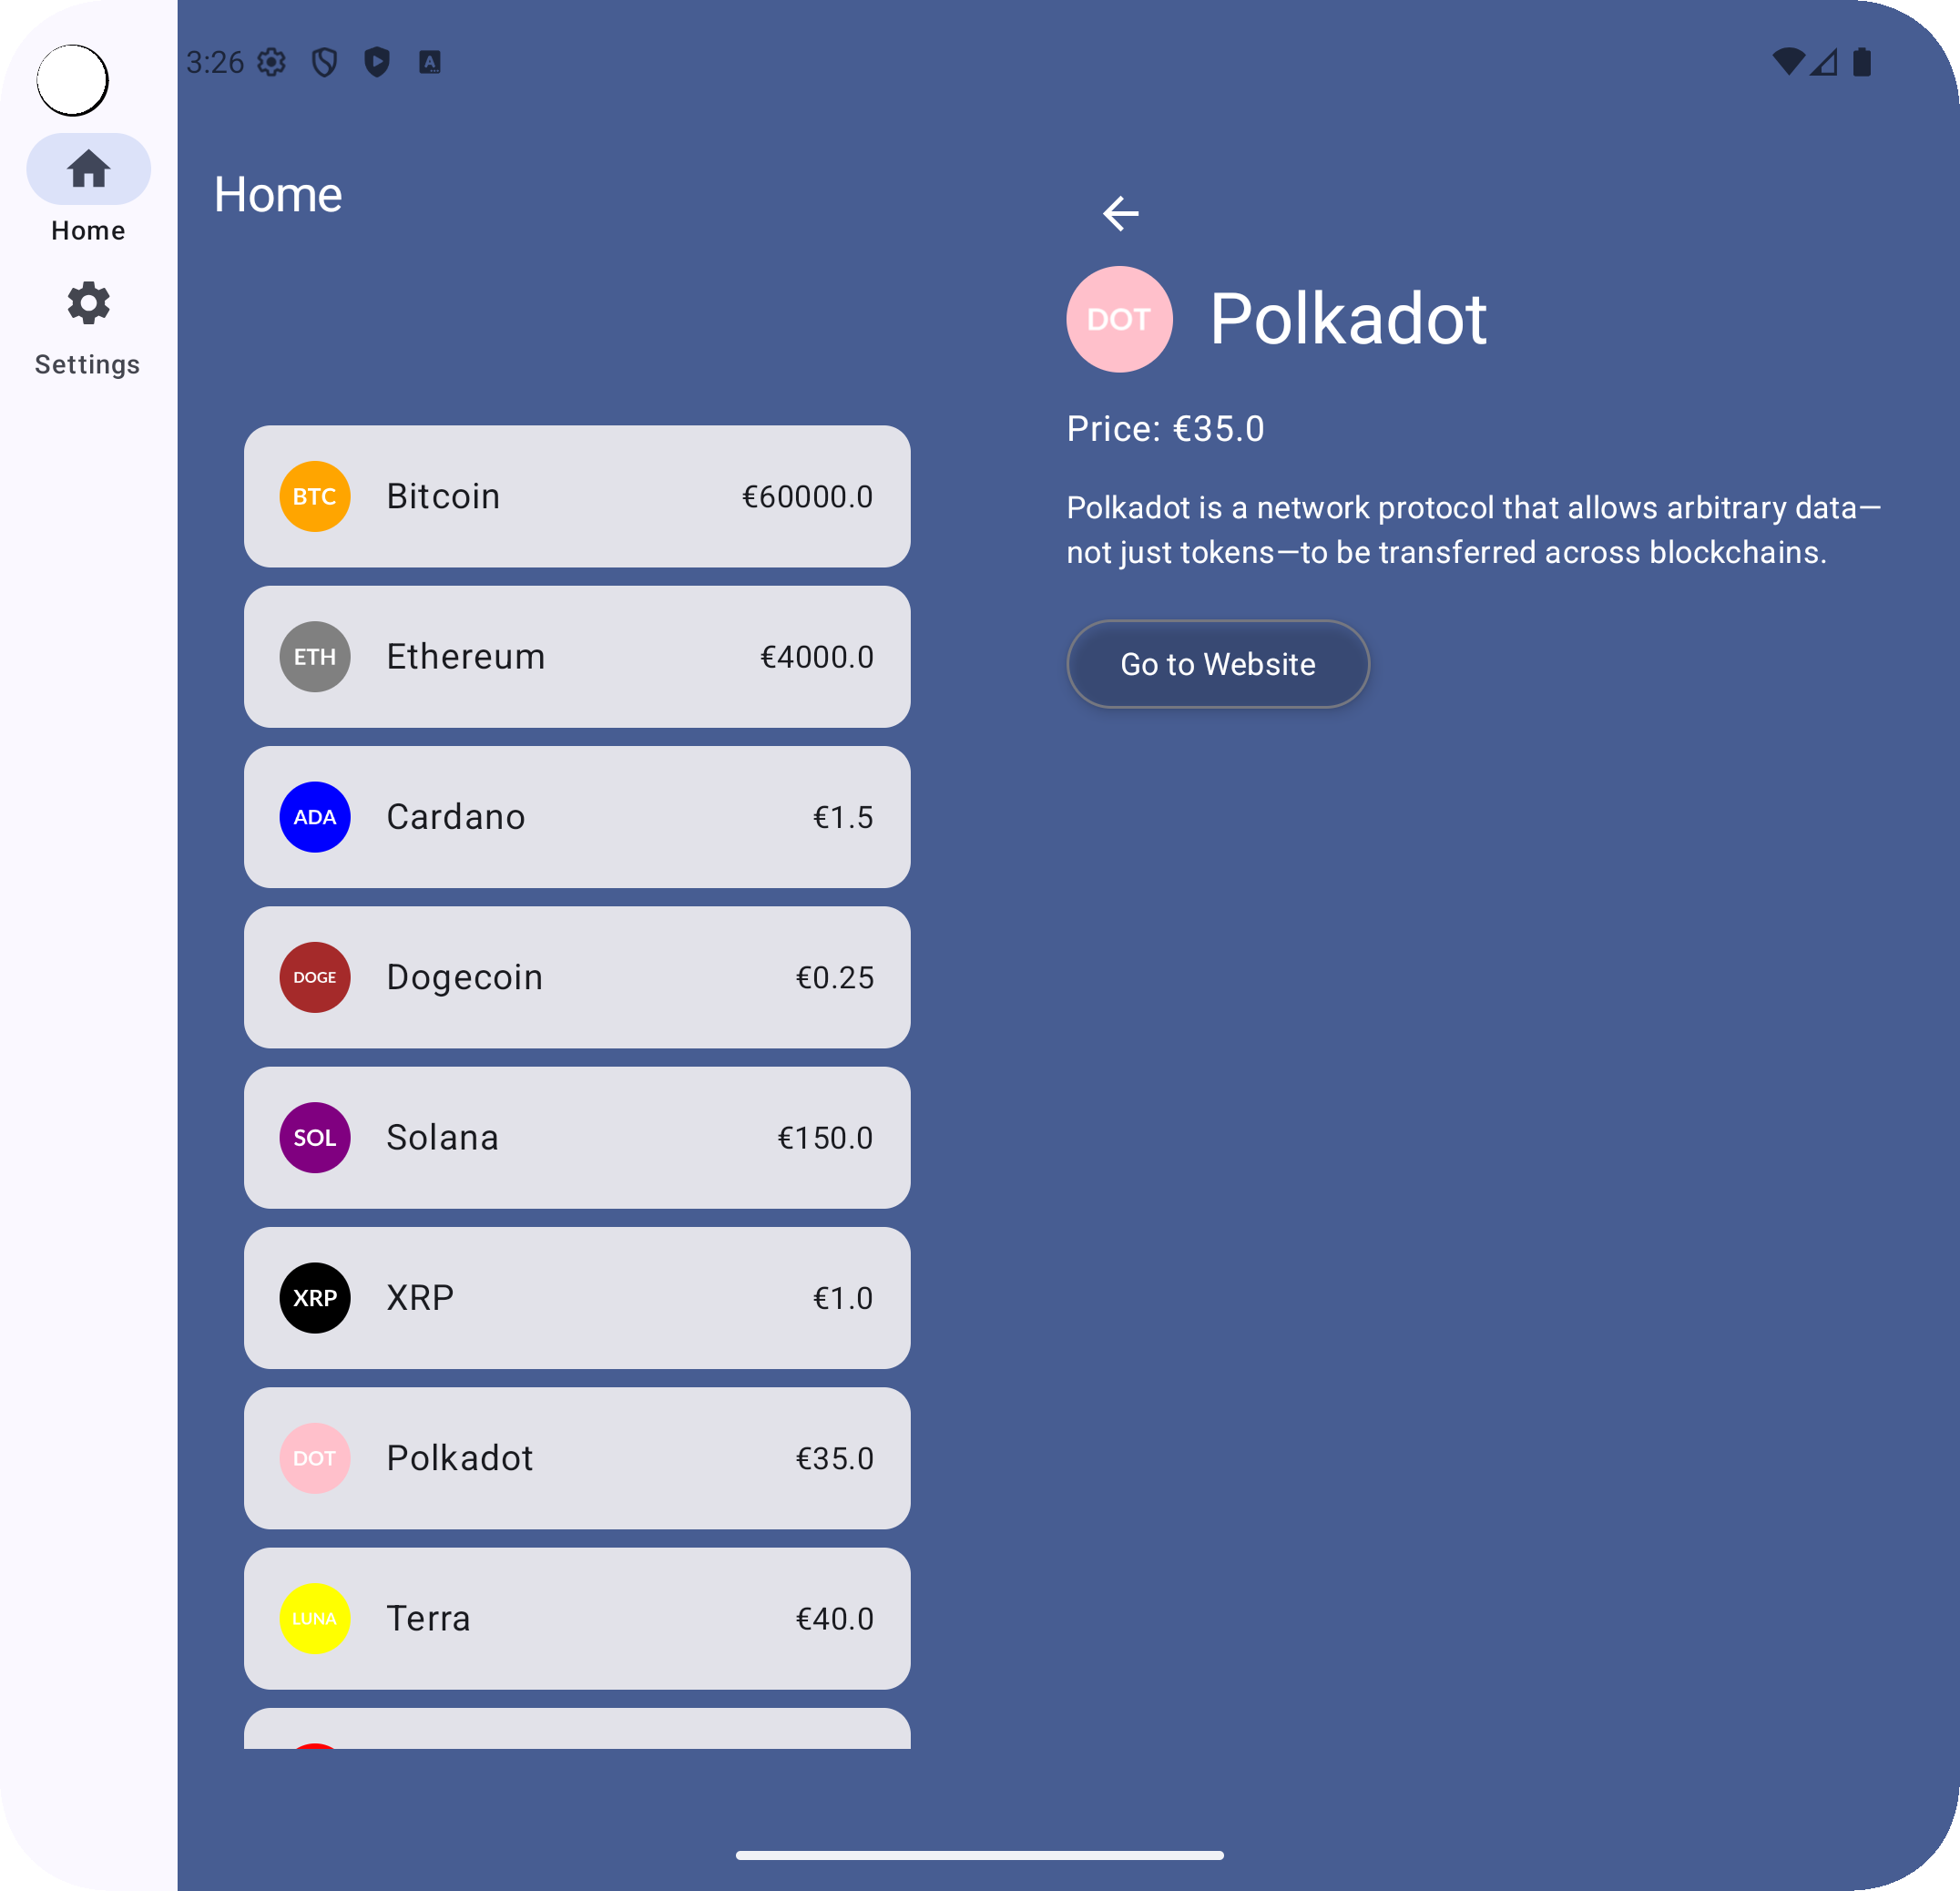 3:26
Home
Settings
Home
BTC Bitcoin €60000.0
ETH Ethereum €4000.0
ADA Cardano €1.5
DOGE Dogecoin €0.25
SOL Solana €150.0
XRP XRP €1.0
DOT Polkadot €35.0
LUNA Terra €40.0
DOT Polkadot
Price: €35.0
Polkadot is a network protocol that allows arbitrary data—
not just tokens—to be transferred across blockchains.
Go to Website